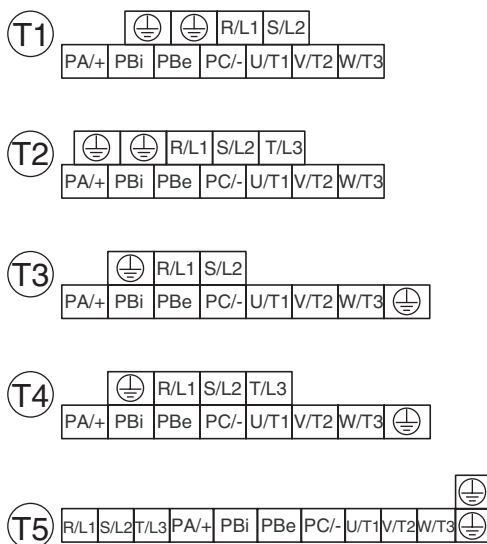 T1
R/L1 S/L2
PA/+ PBi PBe PC/- U/T1 V/T2 W/T3
T2
R/L1 S/L2 T/L3
PA/+ PBi PBe PC/- U/T1 V/T2 W/T3
T3
R/L1 S/L2
PA/+ PBi PBe PC/- U/T1 V/T2 W/T3
T4
R/L1 S/L2 T/L3
PA/+ PBi PBe PC/- U/T1 V/T2 W/T3
T5
R/L1 S/L2 T/L3 PA/+ PBi PBe PC/- U/T1 V/T2 W/T3